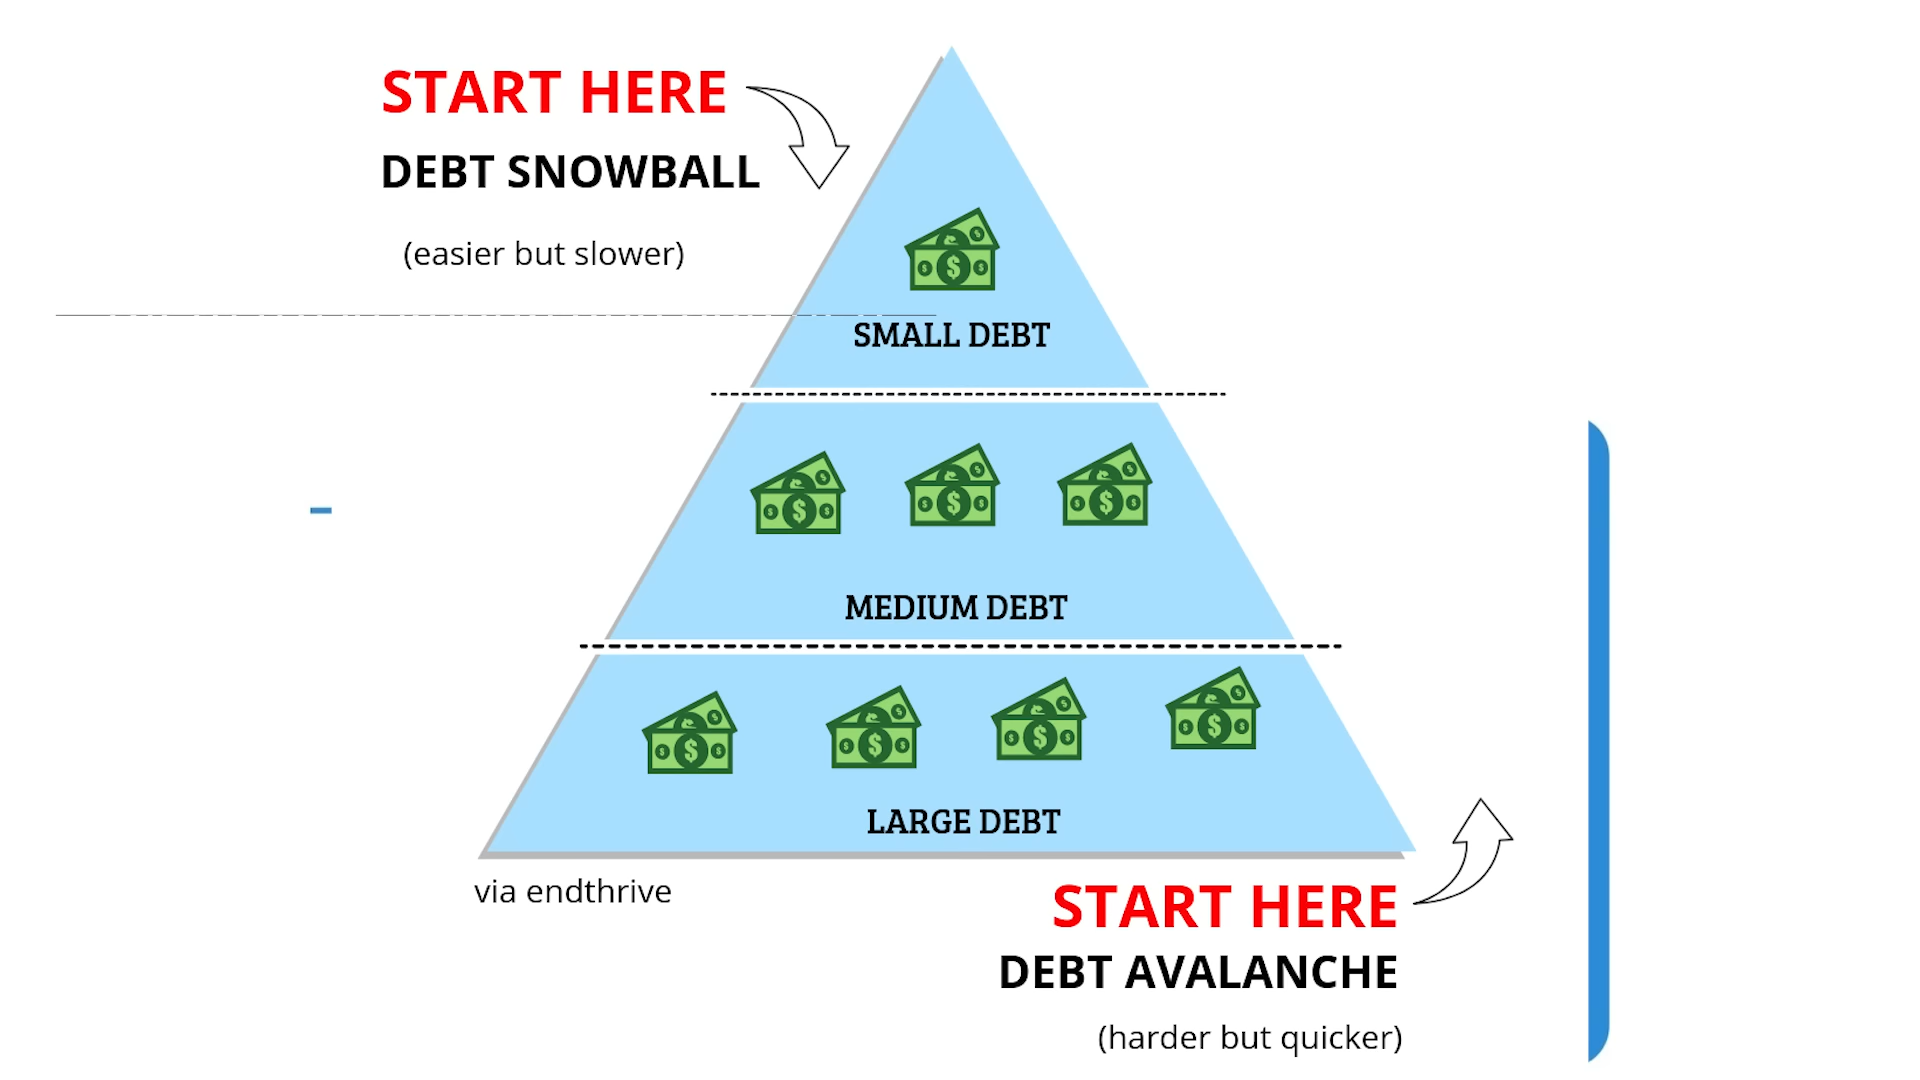 START HERE
DEBT SNOWBALL
(easier but slower)
SMALL DEBT
MEDIUM DEBT
LARGE DEBT
via endthrive
START HERE
DEBT AVALANCHE
(harder but quicker)